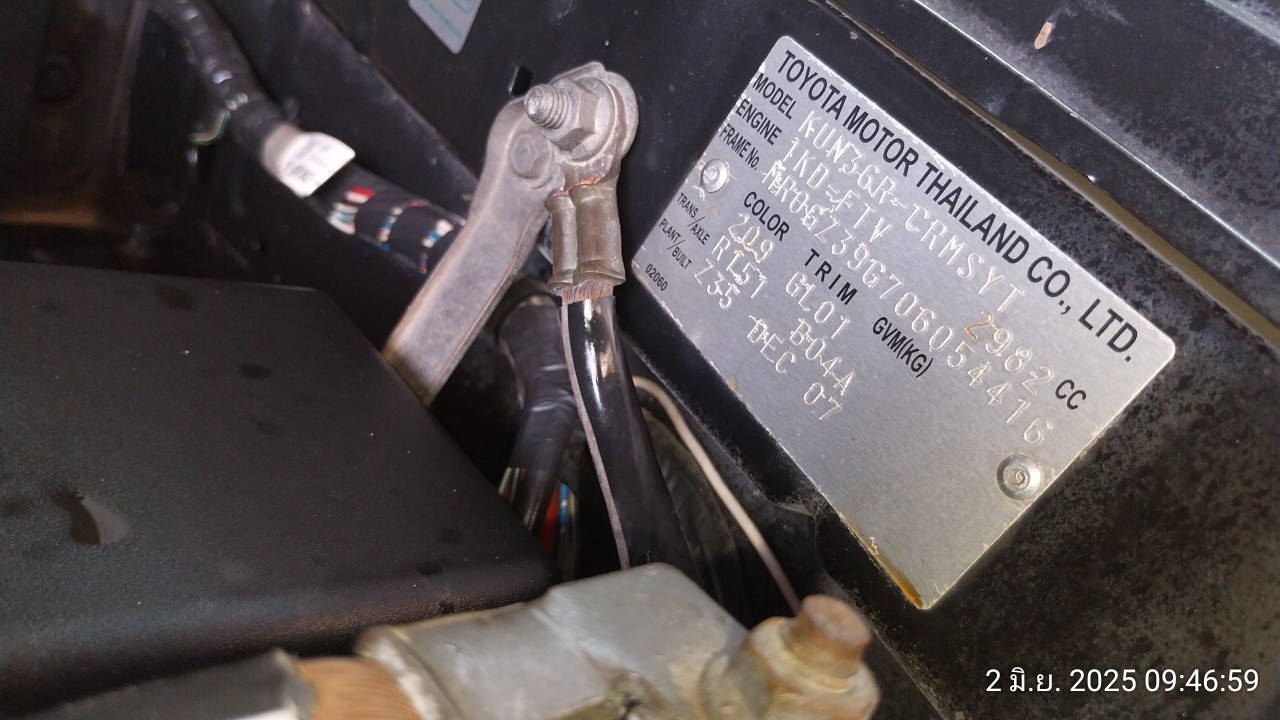 TOYOTA MOTOR THAILAND CO., LTD.
MODEL KUN36R-CRMSYT
ENGINE 1KD-FTV 2982 CC
FRAME No. MR0GZ39G706054416
COLOR TRIM GVM(KG)
209 GL01
TRANS/AXLE R151 B04A
PLANT/BUILT Z35 DEC 07
02060
2 มิ.ย. 2025 09:46:59